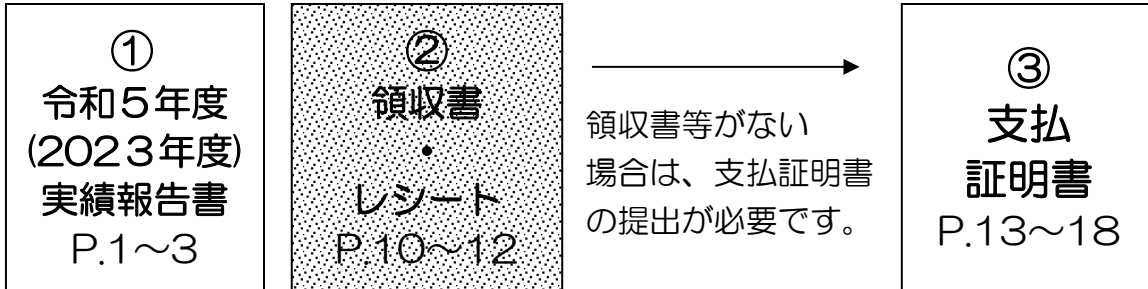 ①
令和５年度
(２０２３年度)
実績報告書
P.1～3
②
領収書
・
レシート
P.10～12
領収書等がない
場合は、支払証明書
の提出が必要です。
③
支払
証明書
P.13～18